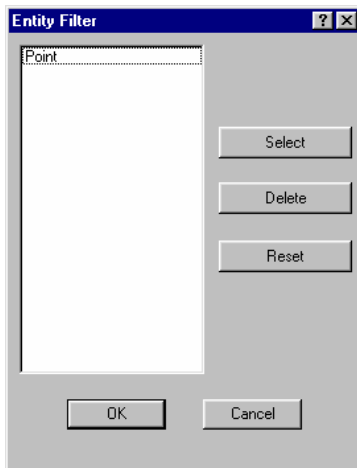 Entity Filter
Point
Select
Delete
Reset
OK
Cancel